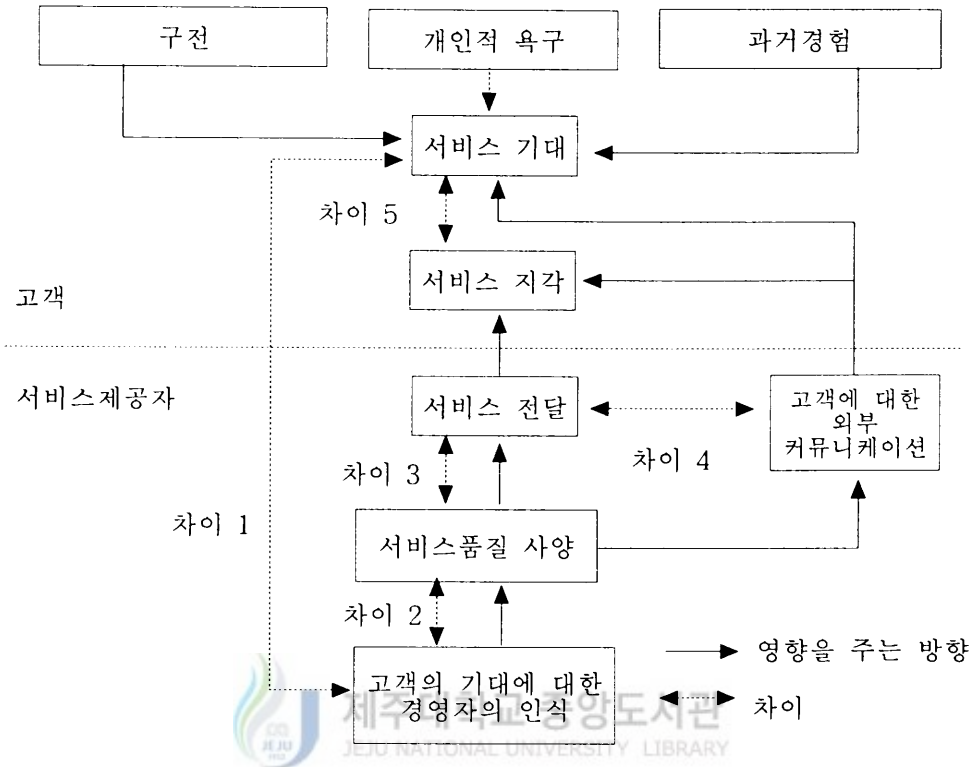 구전
개인적 욕구
과거경험
서비스 기대
차이 5
서비스 지각
고객
서비스제공자
서비스 전달
고객에 대한
외부
커뮤니케이션
차이 4
차이 3
차이 1
서비스품질 사양
차이 2
고객의 기대에 대한
경영자의 인식
영향을 주는 방향
차이
제주대학교 중앙도서관
JEJU NATIONAL UNIVERSITY LIBRARY
JEJU